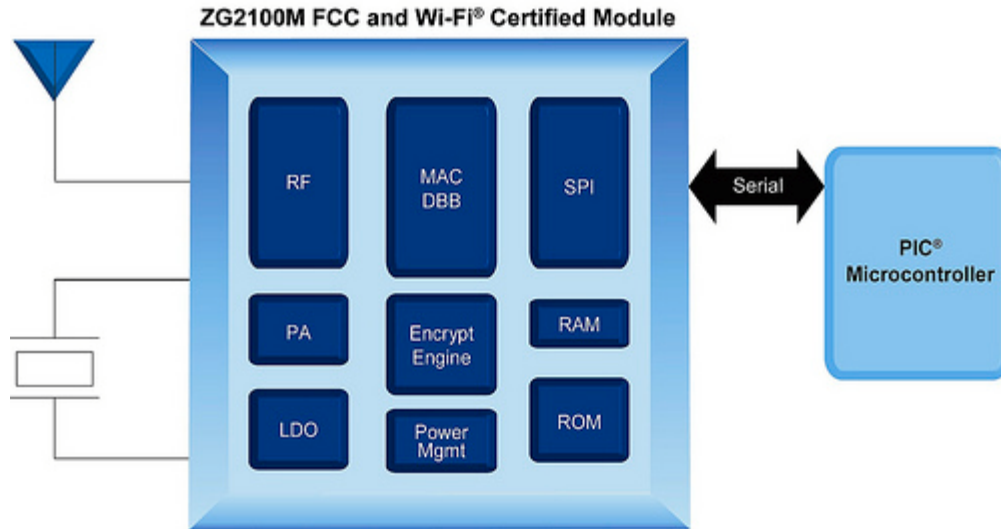 ZG2100M FCC and Wi-Fi® Certified Module
RF
MAC
DBB
SPI
Serial
PIC®
Microcontroller
PA
Encrypt
Engine
RAM
LDO
Power
Mgmt
ROM